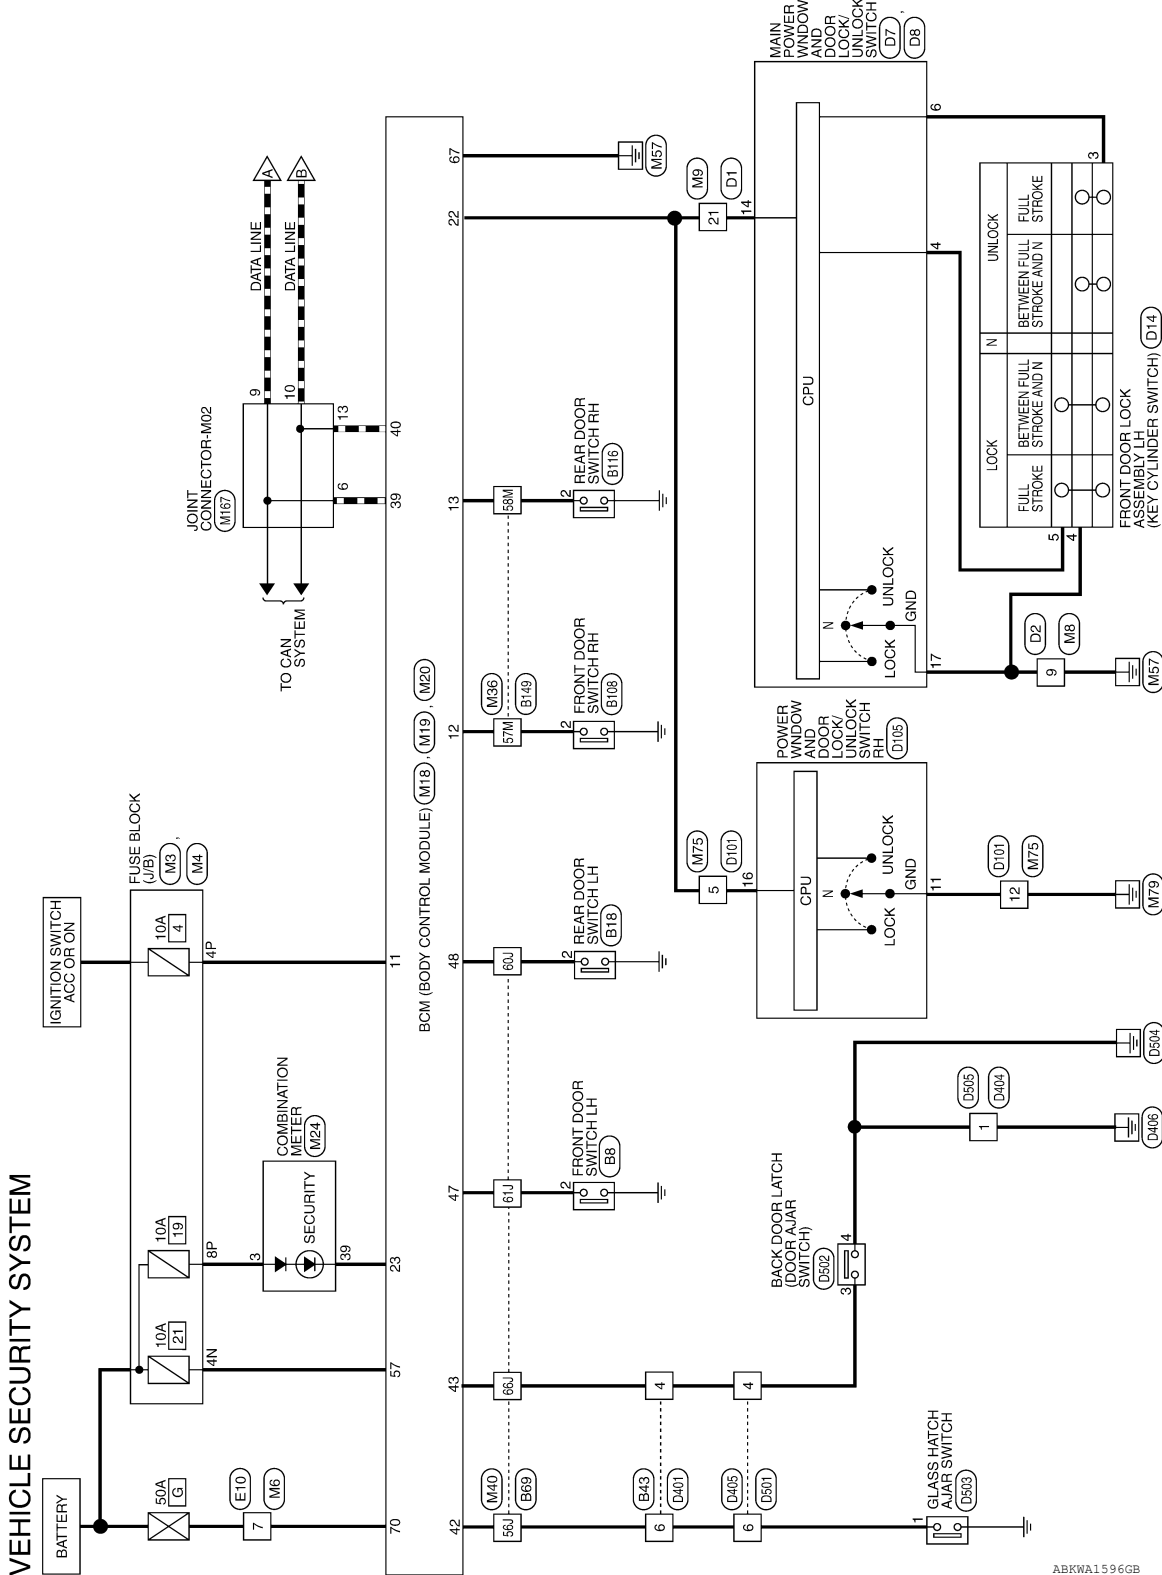 VEHICLE SECURITY SYSTEM
BATTERY
50A
G
7
E10
M6
70
IGNITION SWITCH
ACC OR ON
FUSE BLOCK
(J/B)
M3 ,
M4
10A
21
4N
57
10A
19
8P
10A
4
4P
11
3
SECURITY
39
23
COMBINATION
METER
M24
JOINT
CONNECTOR-M02
M167
TO CAN
SYSTEM
9
10
DATA LINE
A
DATA LINE
B
6
13
39
40
BCM (BODY CONTROL MODULE) M18 , M19 , M20
42
43
47
48
12
13
22
67
56J
M40
B69
66J
61J
60J
57M
M36
B149
58M
6
B43
D401
4
6
D405
D501
4
1
GLASS HATCH
AJAR SWITCH
D503
BACK DOOR LATCH
(DOOR AJAR
SWITCH)
D502
3
4
1
D505
D404
D406
D504
2
FRONT DOOR
SWITCH LH
B8
2
REAR DOOR
SWITCH LH
B18
2
FRONT DOOR
SWITCH RH
B108
2
REAR DOOR
SWITCH RH
B116
M57
5
M75
D101
16
POWER
WNDOW
AND
DOOR
LOCK/
UNLOCK
SWITCH
RH
D105
CPU
N
LOCK
UNLOCK
GND
11
12
D101
M75
M79
21
M9
D1
14
MAIN
POWER
WNDOW
AND
DOOR
LOCK/
UNLOCK
SWITCH
D7 ,
D8
CPU
N
LOCK
UNLOCK
GND
17
4
6
9
D2
M8
M57
5
4
3
LOCK
N
UNLOCK
FULL
STROKE
BETWEEN FULL
STROKE AND N
BETWEEN FULL
STROKE AND N
FULL
STROKE
FRONT DOOR LOCK
ASSEMBLY LH
(KEY CYLINDER SWITCH) D14
ABKWA1596GB